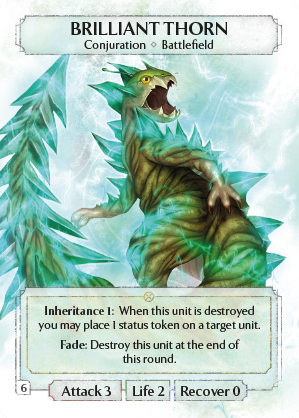 BRILLIANT THORN
Conjuration ◇ Battlefield
Inheritance 1: When this unit is destroyed
you may place 1 status token on a target unit.
Fade: Destroy this unit at the end of
this round.
6
Attack 3
Life 2
Recover 0